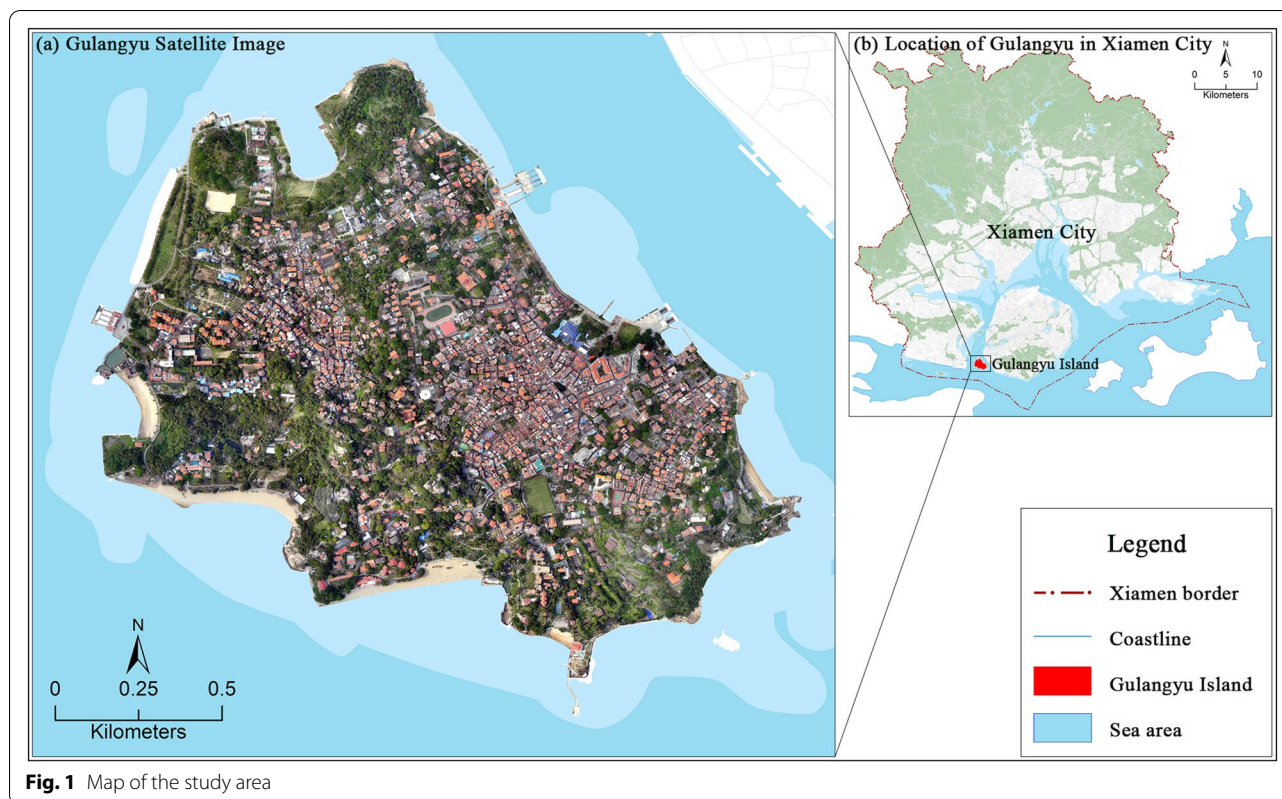 (a) Gulangyu Satellite Image
N
0 0.25 0.5
Kilometers
(b) Location of Gulangyu in Xiamen City
N
0 5 10
Kilometers
Xiamen City
Gulangyu Island
Legend
Xiamen border
Coastline
Gulangyu Island
Sea area
Fig. 1 Map of the study area